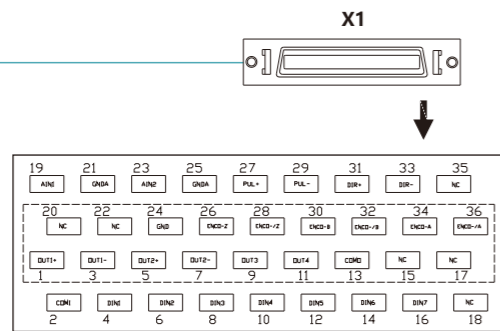 X1
19 21 23 25 27 29 31 33 35
AIN1 GNDA AIN2 GNDA PUL+ PUL- DIR+ DIR- NC
20 22 24 26 28 30 32 34 36
NC NC GND ENCO-Z ENCO-/Z ENCO-B ENCO-/B ENCO-A ENCO-/A
OUT1+ OUT1- OUT2+ OUT2- OUT3 OUT4 COMO NC NC
1 3 5 7 9 11 13 15 17
COMI DIN1 DIN2 DIN3 DIN4 DIN5 DIN6 DIN7 NC
2 4 6 8 10 12 14 16 18